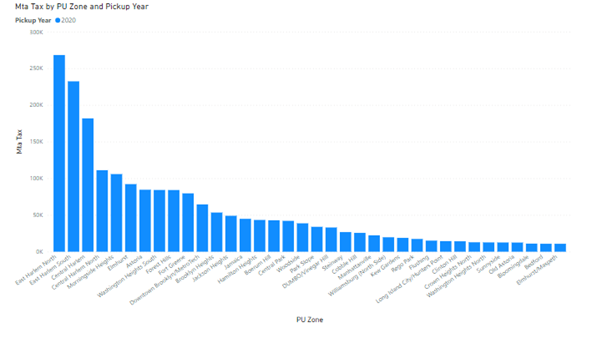 Mta Tax by PU Zone and Pickup Year
Pickup Year 2020
300K
250K
200K
150K
100K
50K
0K
Mta Tax
East Harlem North
East Harlem South
Central Harlem
Central Harlem North
Morningside Heights
Elmhurst
Astoria
Washington Heights South
Forest Hills
Fort Greene
Downtown Brooklyn/MetroTech
Brooklyn Heights
Jackson Heights
Jamaica
Hamilton Heights
Boerum Hill
Central Park
Woodside
Park Slope
DUMBO/Vinegar Hill
Steinway
Cobble Hill
Manhattanville
Williamsburg (North Side)
Kew Gardens
Rego Park
Flushing
Long Island City/Hunters Point
Clinton Hill
Crown Heights North
Washington Heights North
Sunnyside
Old Astoria
Bloomingdale
Bedford
Elmhurst/Maspeth
PU Zone